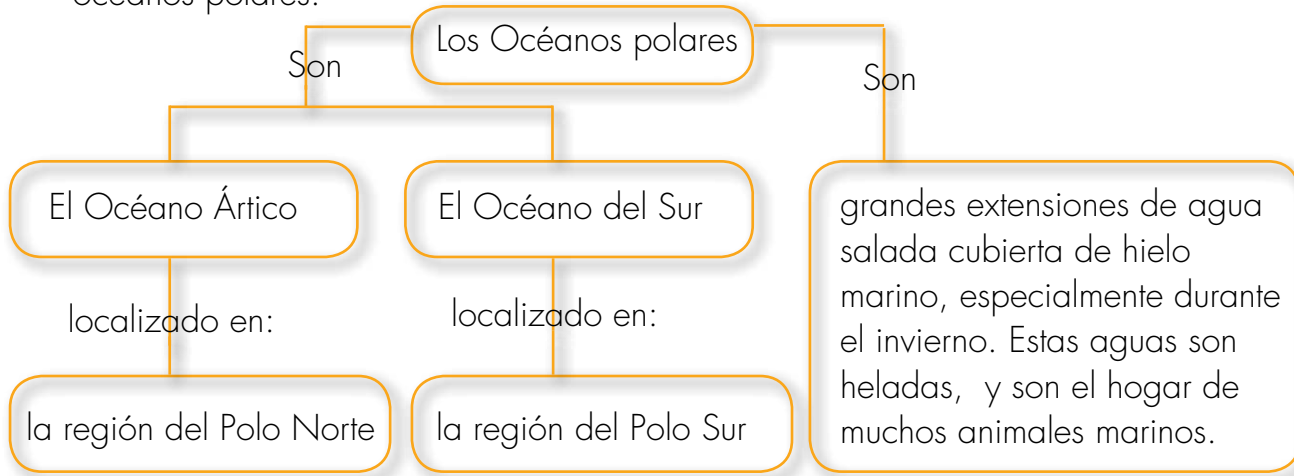 océanos polares.
Los Océanos polares
Son
Son
El Océano Ártico
El Océano del Sur
grandes extensiones de agua
salada cubierta de hielo
marino, especialmente durante
el invierno. Estas aguas son
heladas, y son el hogar de
muchos animales marinos.
localizado en:
localizado en:
la región del Polo Norte
la región del Polo Sur